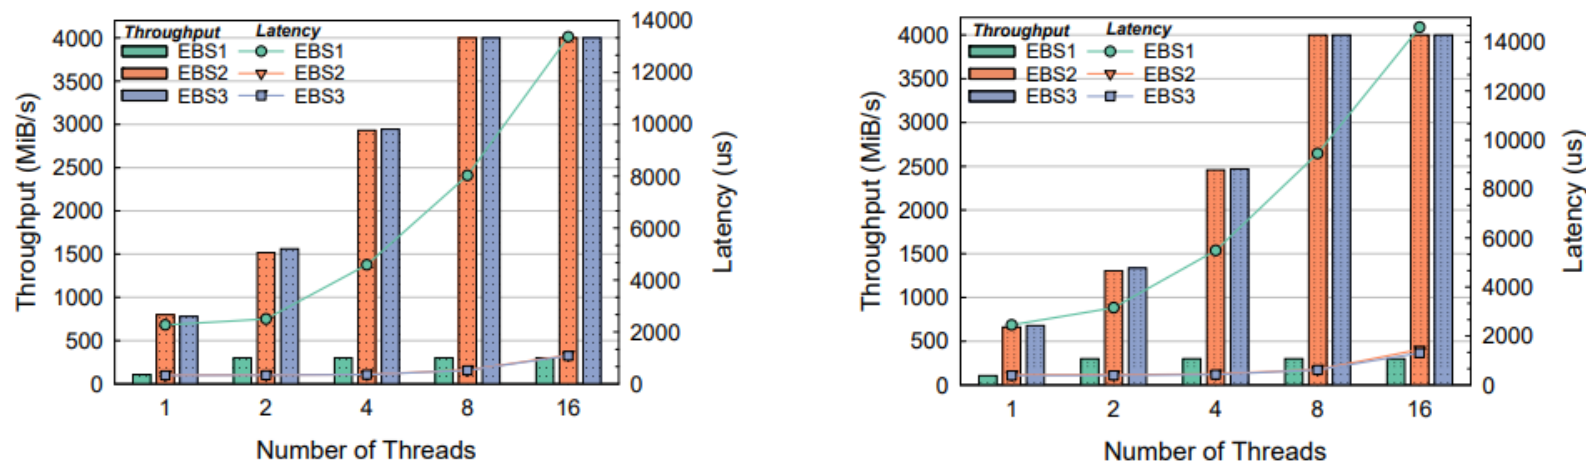 Throughput Latency
EBS1 EBS1
EBS2 EBS2
EBS3 EBS3
4000
3500
3000
2500
2000
1500
1000
500
0
Throughput (MiB/s)
14000
12000
10000
8000
6000
4000
2000
0
Latency (us)
1 2 4 8 16
Number of Threads
Throughput Latency
EBS1 EBS1
EBS2 EBS2
EBS3 EBS3
4000
3500
3000
2500
2000
1500
1000
500
0
Throughput (MiB/s)
14000
12000
10000
8000
6000
4000
2000
0
Latency (us)
1 2 4 8 16
Number of Threads